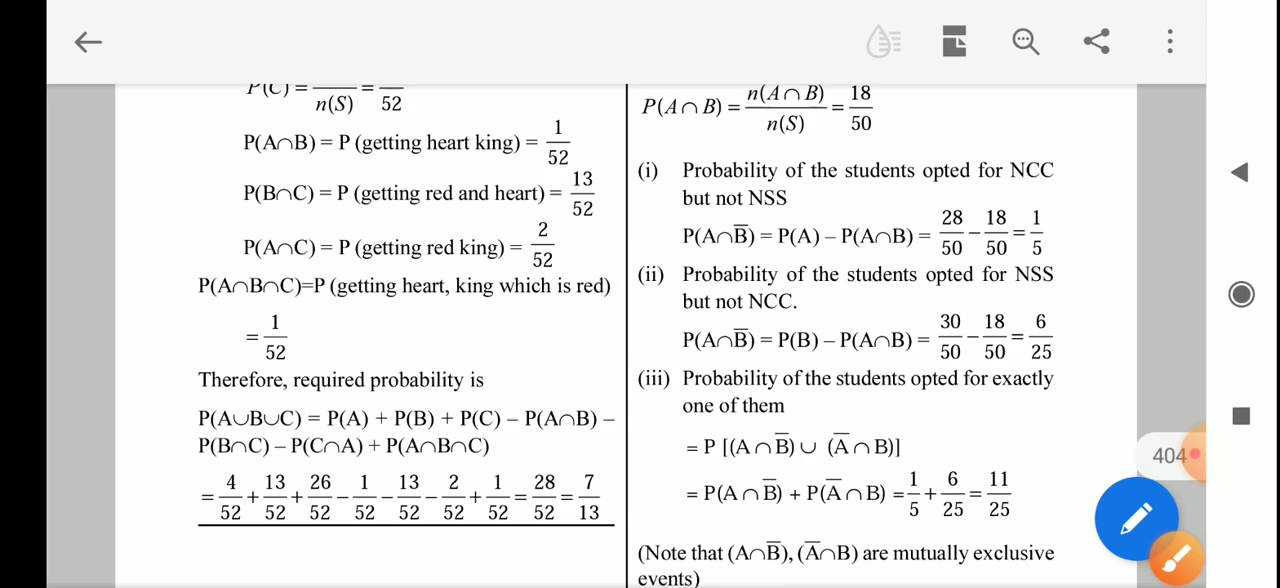 P(C) = ─── = ───
n(S) 52
P(A∩B) = P (getting heart king) = 1/52
P(B∩C) = P (getting red and heart) = 13/52
P(A∩C) = P (getting red king) = 2/52
P(A∩B∩C)=P (getting heart, king which is red)
= 1/52
Therefore, required probability is
P(A∪B∪C) = P(A) + P(B) + P(C) – P(A∩B) –
P(B∩C) – P(C∩A) + P(A∩B∩C)
= 4/52 + 13/52 + 26/52 – 1/52 – 13/52 – 2/52 + 1/52 = 28/52 = 7/13
P(A∩B) = n(A∩B)/n(S) = 18/50
(i) Probability of the students opted for NCC
but not NSS
P(A∩B̅) = P(A) – P(A∩B) = 28/50 – 18/50 = 1/5
(ii) Probability of the students opted for NSS
but not NCC.
P(A∩B̅) = P(B) – P(A∩B) = 30/50 – 18/50 = 6/25
(iii) Probability of the students opted for exactly
one of them
= P [(A∩B̅) ∪ (A̅∩B)]
= P(A∩B̅) + P(A̅∩B) = 1/5 + 6/25 = 11/25
(Note that (A∩B̅), (A̅∩B) are mutually exclusive
events)
404